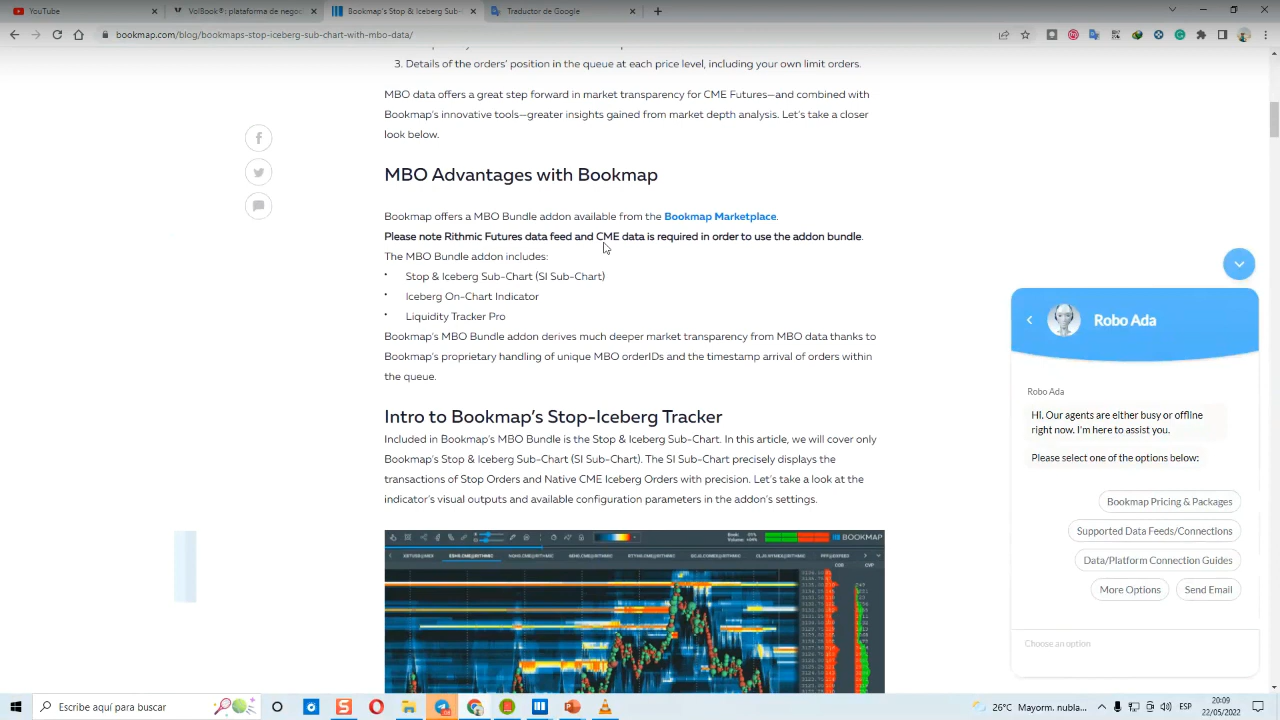 YouTube
VolBook®: plataforma de negoc
Bookmap's Stop & Iceberg Sub-
Traductor de Google
bookmap.com/blog/bookmaps-stop-iceberg-sub-chart-with-mbo-data/
3. Details of the orders' position in the queue at each price level, including your own limit orders.
MBO data offers a great step forward in market transparency for CME Futures—and combined with
Bookmap's innovative tools—greater insights gained from market depth analysis. Let's take a closer
look below.
MBO Advantages with Bookmap
Bookmap offers a MBO Bundle addon available from the Bookmap Marketplace.
Please note Rithmic Futures data feed and CME data is required in order to use the addon bundle.
The MBO Bundle addon includes:
• Stop & Iceberg Sub-Chart (SI Sub-Chart)
• Iceberg On-Chart Indicator
• Liquidity Tracker Pro
Bookmap's MBO Bundle addon derives much deeper market transparency from MBO data thanks to
Bookmap's proprietary handling of unique MBO orderIDs and the timestamp arrival of orders within
the queue.
Intro to Bookmap's Stop-Iceberg Tracker
Included in Bookmap's MBO Bundle is the Stop & Iceberg Sub-Chart. In this article, we will cover only
Bookmap's Stop & Iceberg Sub-Chart (SI Sub-Chart). The SI Sub-Chart precisely displays the
transactions of Stop Orders and Native CME Iceberg Orders with precision. Let's take a look at the
indicator's visual outputs and available configuration parameters in the addon's settings.
BOOKMAP
Robo Ada
Robo Ada
HI. Our agents are either busy or offline
right now. I'm here to assist you.
Please select one of the options below:
Bookmap Pricing & Packages
Supported Data Feeds/Connections
Data/Platform Connection Guides
More Options
Send Email
Choose an option
Escribe aquí para buscar
26°C Mayorm. nubla...
ESP
20:09
22/05/2022